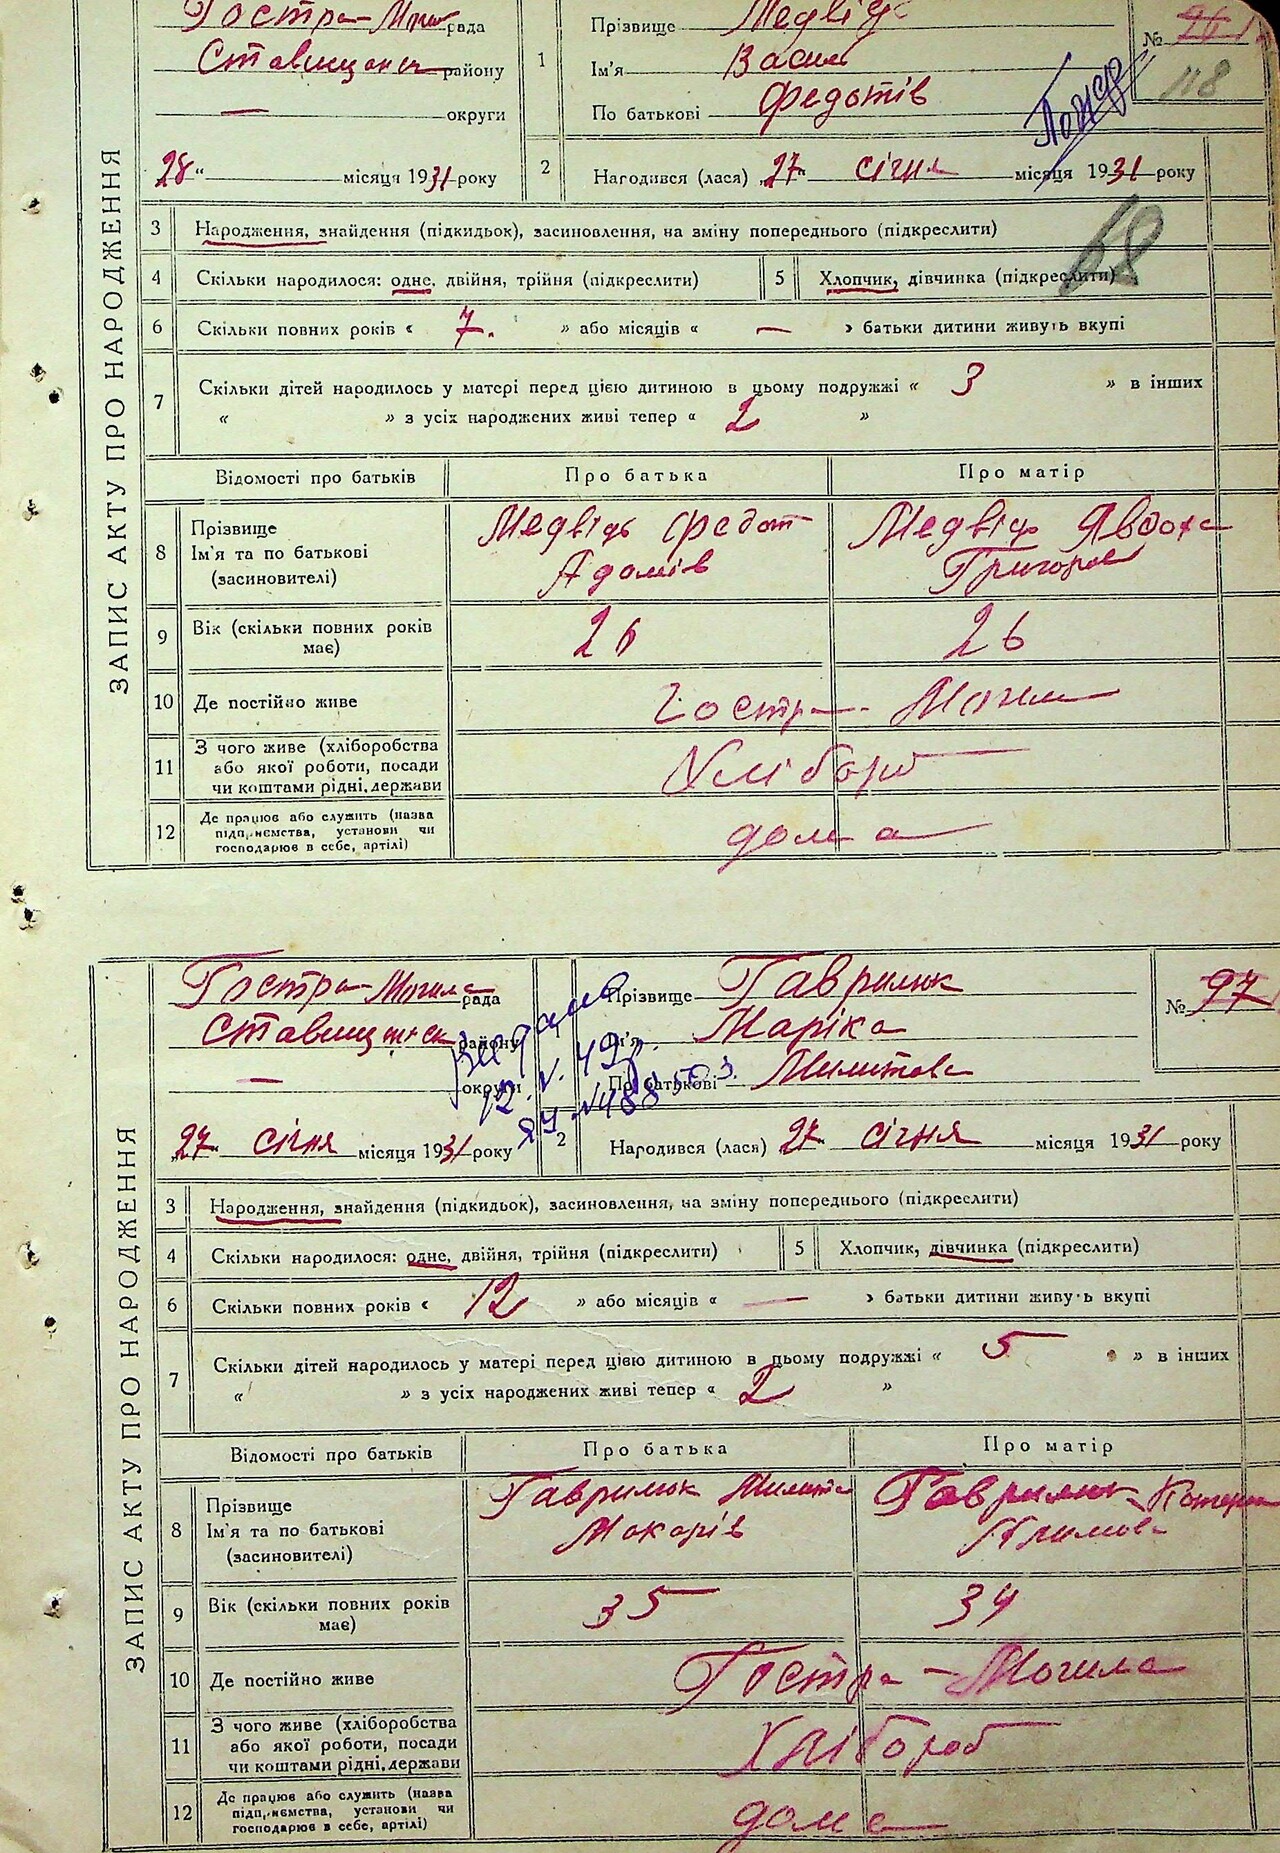 Гостра-Моги рада
Ставищанськ району
— округи
28" місяця 1931 року
1 Прізвище Медвідь
Ім'я Васил
По батькові Федотів
№ 96
118
2 Народився (лася) „27" січня місяця 1931 року
68
ЗАПИС АКТУ ПРО НАРОДЖЕННЯ
3 Народження, знайдення (підкидьок), засиновлення, на зміну попереднього (підкреслити)
4 Скільки народилося: одне, двійня, трійня (підкреслити) 5 Хлопчик, дівчинка (підкреслити)
6 Скільки повних років « 7. » або місяців « — » батьки дитини живуть вкупі
7 Скільки дітей народилось у матері перед цією дитиною в цьому подружжі « 3 » в інших
« » з усіх народжених живі тепер « 2 »
Відомості про батьків Про батька Про матір
8 Прізвище Медвідь Федот Медвідь Явдоха
Ім'я та по батькові Адамів Григоров
(засиновителі)
9 Вік (скільки повних років 26 26
має)
10 Де постійно живе Гостра-Могила
11 З чого живе (хліборобства Хлібороб
або якої роботи, посади
чи коштами рідні, держави
12 Де працює або служить (назва дома
підприємства, установи чи
господарює в себе, артілі)
Гостра-Могила рада
Ставищанськ району
— округи
27" січня місяця 1931 року
1 Прізвище Гаврилюк
Ім'я Маріка
По батькові Милитова
№ 97
2 Народився (лася) 27" січня місяця 1931 року
ЗАПИС АКТУ ПРО НАРОДЖЕННЯ
3 Народження, знайдення (підкидьок), засиновлення, на зміну попереднього (підкреслити)
4 Скільки народилося: одне, двійня, трійня (підкреслити) 5 Хлопчик, дівчинка (підкреслити)
6 Скільки повних років « 12 » або місяців « — » батьки дитини живуть вкупі
7 Скільки дітей народилось у матері перед цією дитиною в цьому подружжі « 5 » в інших
« » з усіх народжених живі тепер « 2 »
Відомості про батьків Про батька Про матір
8 Прізвище Гаврилюк Милита Гаврилюк Катерин
Ім'я та по батькові Макарів
(засиновителі)
9 Вік (скільки повних років 35 34
має)
10 Де постійно живе Гостра-Могила
11 З чого живе (хліборобства Хлібороб
або якої роботи, посади
чи коштами рідні, держави
12 Де працює або служить (назва дома
підприємства, установи чи
господарює в себе, артілі)